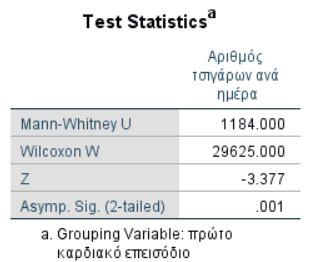 Test Statisticsᵃ
Αριθμός
τσιγάρων ανά
ημέρα
Mann-Whitney U 1184.000
Wilcoxon W 29625.000
Z -3.377
Asymp. Sig. (2-tailed) .001
a. Grouping Variable: πρώτο
καρδιακό επεισόδιο